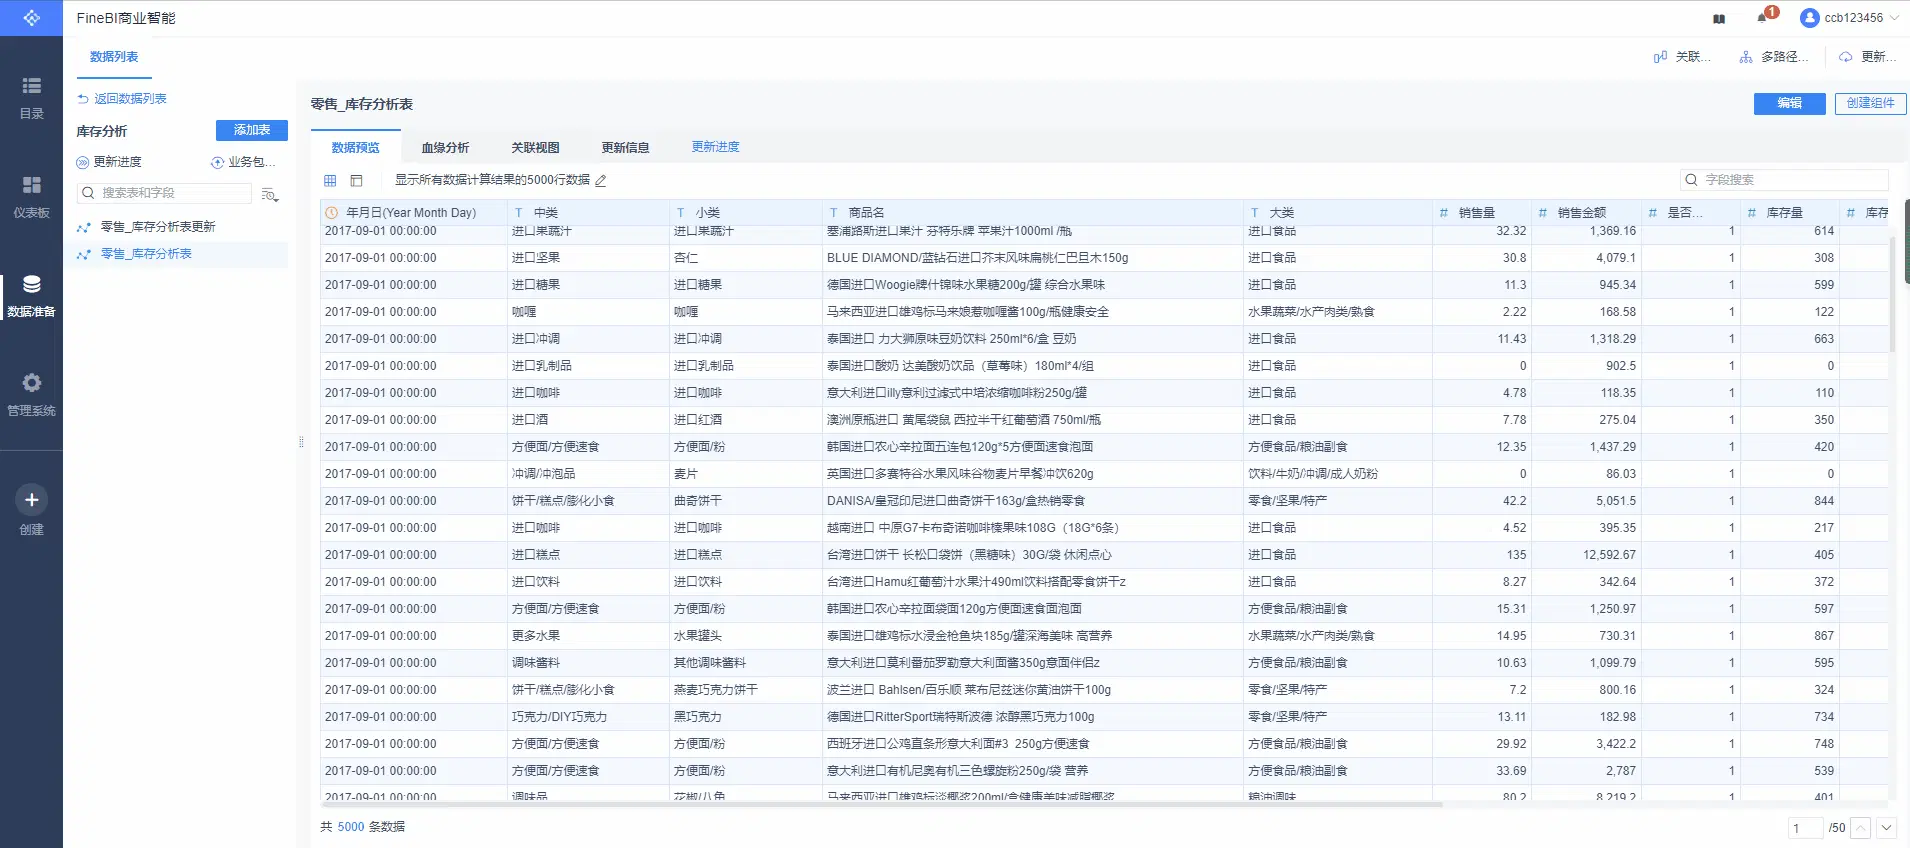 FineBI商业智能
1
ccb123456
目录
仪表板
数据准备
管理系统
创建
数据列表
关联...
多路径...
更新...
返回数据列表
库存分析
添加表
更新进度
业务包...
搜索表和字段
零售_库存分析表更新
零售_库存分析表
零售_库存分析表
编辑
创建组件
数据预览 血缘分析 关联视图 更新信息 更新进度
显示所有数据计算结果的5000行数据
字段搜索
年月日(Year Month Day) T 中类 T 小类 T 商品名 T 大类 # 销售量 # 销售金额 # 是否... # 库存量 # 库存
2017-09-01 00:00:00 进口果蔬汁 进口果蔬汁 塞浦路斯进口果汁 芬特乐牌 苹果汁1000ml /瓶 进口食品 32.32 1,369.16 1 614
2017-09-01 00:00:00 进口坚果 杏仁 BLUE DIAMOND/蓝钻石进口芥末风味扁桃仁巴旦木150g 进口食品 30.8 4,079.1 1 308
2017-09-01 00:00:00 进口糖果 进口糖果 德国进口Woogie牌什锦味水果糖200g/罐 综合水果味 进口食品 11.3 945.34 1 599
2017-09-01 00:00:00 咖喱 咖喱 马来西亚进口雄鸡标马来娘惹咖喱酱100g/瓶健康安全 水果蔬菜/水产肉类/熟食 2.22 168.58 1 122
2017-09-01 00:00:00 进口冲调 进口冲调 泰国进口 力大狮原味豆奶饮料 250ml*6/盒 豆奶 进口食品 11.43 1,318.29 1 663
2017-09-01 00:00:00 进口乳制品 进口乳制品 泰国进口酸奶 达美酸奶饮品（草莓味）180ml*4/组 进口食品 0 902.5 1 0
2017-09-01 00:00:00 进口咖啡 进口咖啡 意大利进口illy意利过滤式中培浓缩咖啡粉250g/罐 进口食品 4.78 118.35 1 110
2017-09-01 00:00:00 进口酒 进口红酒 澳洲原瓶进口 黄尾袋鼠 西拉半干红葡萄酒 750ml/瓶 进口食品 7.78 275.04 1 350
2017-09-01 00:00:00 方便面/方便速食 方便面/粉 韩国进口农心辛拉面五连包120g*5方便面速食泡面 方便食品/粮油副食 12.35 1,437.29 1 420
2017-09-01 00:00:00 冲调/冲泡品 麦片 英国进口多赛特谷水果风味谷物麦片早餐冲饮620g 饮料/牛奶/冲调/成人奶粉 0 86.03 1 0
2017-09-01 00:00:00 饼干/糕点/膨化小食 曲奇饼干 DANISA/皇冠印尼进口曲奇饼干163g/盒热销零食 零食/坚果/特产 42.2 5,051.5 1 844
2017-09-01 00:00:00 进口咖啡 进口咖啡 越南进口 中原G7卡布奇诺咖啡榛果味108G（18G*6条） 进口食品 4.52 395.35 1 217
2017-09-01 00:00:00 进口糕点 进口糕点 台湾进口饼干 长松口袋饼（黑糖味）30G/袋 休闲点心 进口食品 135 12,592.67 1 405
2017-09-01 00:00:00 进口饮料 进口饮料 台湾进口Hamu红葡萄汁水果汁490ml饮料搭配零食饼干z 进口食品 8.27 342.64 1 372
2017-09-01 00:00:00 方便面/方便速食 方便面/粉 韩国进口农心辛拉面袋面120g方便面速食面泡面 方便食品/粮油副食 15.31 1,250.97 1 597
2017-09-01 00:00:00 更多水果 水果罐头 泰国进口雄鸡标水浸金枪鱼块185g/罐深海美味 高营养 水果蔬菜/水产肉类/熟食 14.95 730.31 1 867
2017-09-01 00:00:00 调味酱料 其他调味酱料 意大利进口莫利番茄罗勒意大利面酱350g意面伴侣z 方便食品/粮油副食 10.63 1,099.79 1 595
2017-09-01 00:00:00 饼干/糕点/膨化小食 燕麦巧克力饼干 波兰进口 Bahlsen/百乐顺 莱布尼兹迷你黄油饼干100g 零食/坚果/特产 7.2 800.16 1 324
2017-09-01 00:00:00 巧克力/DIY巧克力 黑巧克力 德国进口RitterSport瑞特斯波德 浓醇黑巧克力100g 零食/坚果/特产 13.11 182.98 1 734
2017-09-01 00:00:00 方便面/方便速食 方便面/粉 西班牙进口公鸡直条形意大利面#3 250g方便速食 方便食品/粮油副食 29.92 3,422.2 1 748
2017-09-01 00:00:00 方便面/方便速食 方便面/粉 意大利进口有机尼奥有机三色螺旋粉250g/袋 营养 方便食品/粮油副食 33.69 2,787 1 539
2017-09-01 00:00:00 调味品 花椒/八角 马来西亚进口雄鸡标淡椰浆200ml/盒健康美味减脂椰浆 粮油调味 80.2 8,219.2 1 401
共 5000 条数据
1 /50